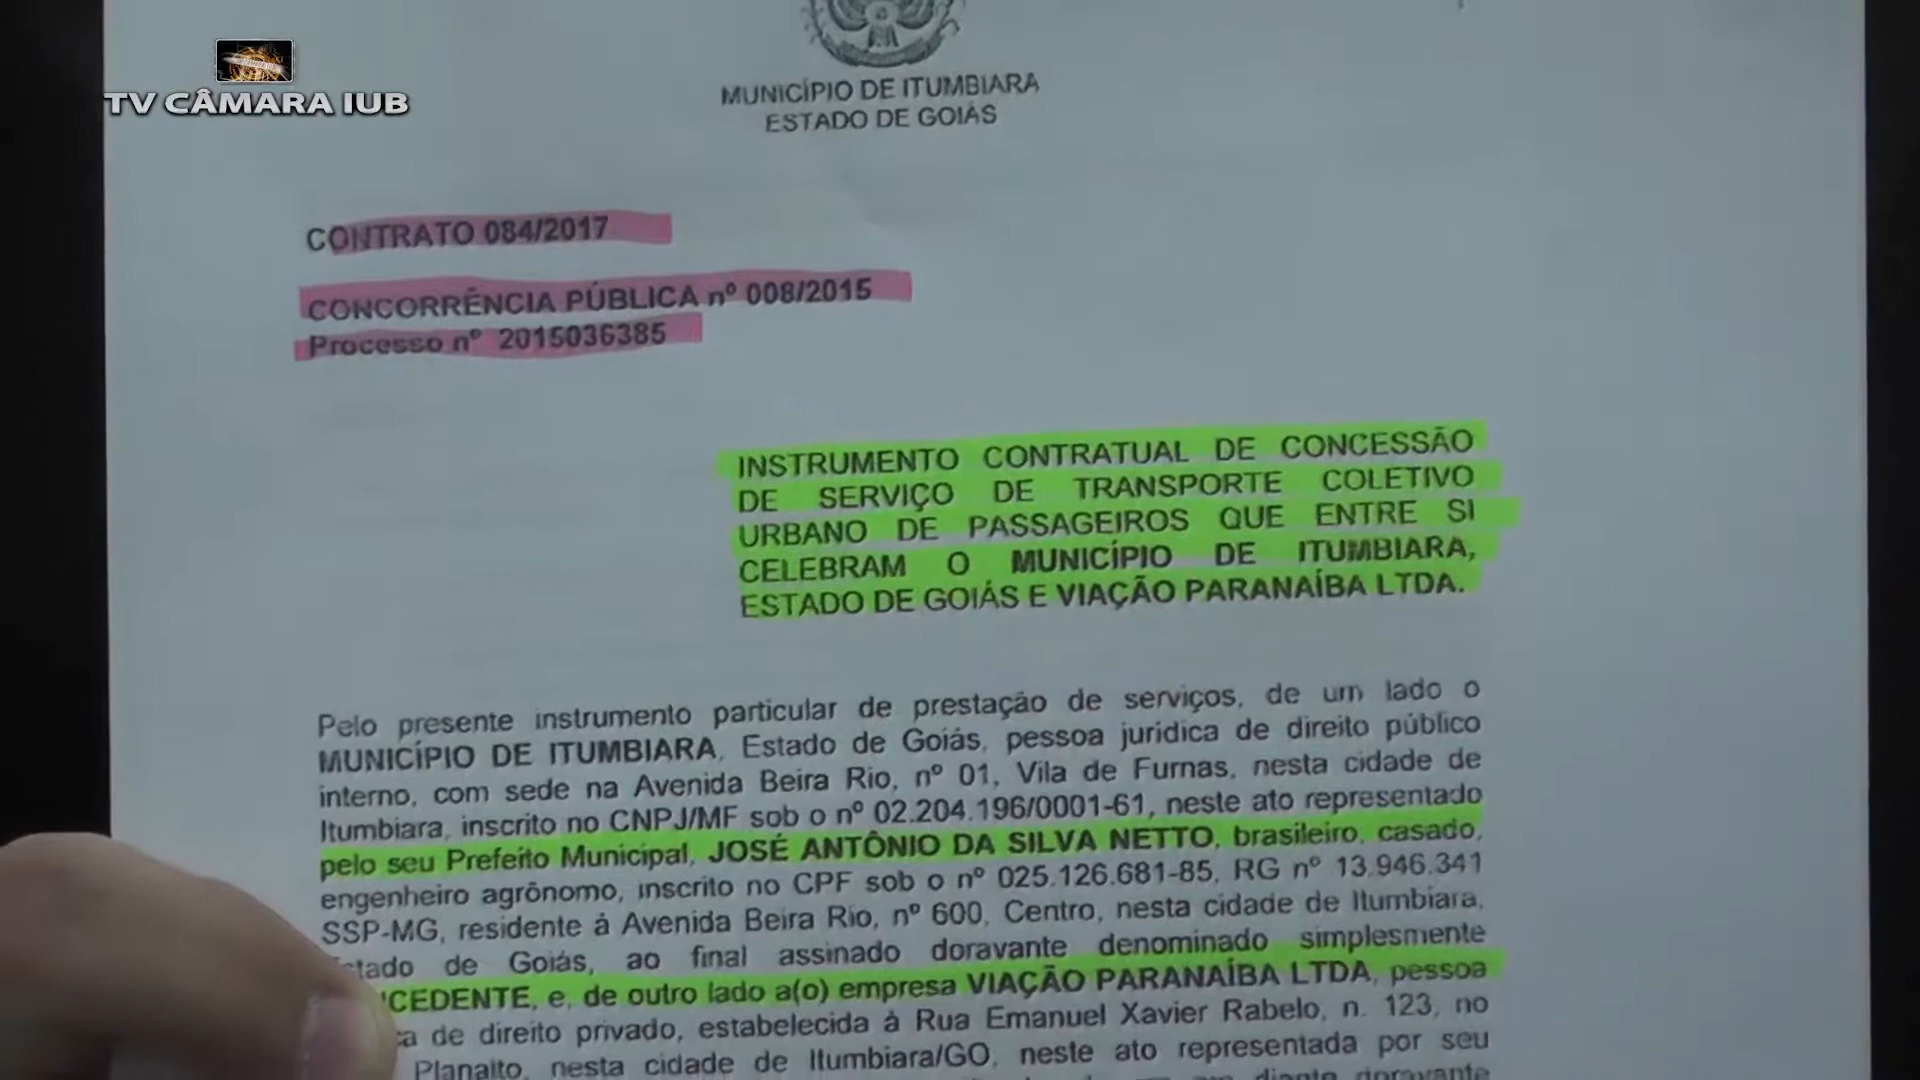 TV CÂMARA IUB
MUNICÍPIO DE ITUMBIARA
ESTADO DE GOIÁS
CONTRATO 084/2017
CONCORRÊNCIA PÚBLICA nº 008/2015
Processo nº 2015036385
INSTRUMENTO CONTRATUAL DE CONCESSÃO
DE SERVIÇO DE TRANSPORTE COLETIVO
URBANO DE PASSAGEIROS QUE ENTRE SI
CELEBRAM O MUNICÍPIO DE ITUMBIARA,
ESTADO DE GOIÁS E VIAÇÃO PARANAÍBA LTDA.
Pelo presente instrumento particular de prestação de serviços, de um lado o
MUNICÍPIO DE ITUMBIARA, Estado de Goiás, pessoa jurídica de direito público
interno, com sede na Avenida Beira Rio, nº 01, Vila de Furnas, nesta cidade de
Itumbiara, inscrito no CNPJ/MF sob o nº 02.204.196/0001-61, neste ato representado
pelo seu Prefeito Municipal, JOSÉ ANTÔNIO DA SILVA NETTO, brasileiro, casado,
engenheiro agrônomo, inscrito no CPF sob o nº 025.126.681-85, RG nº 13.946.341
SSP-MG, residente à Avenida Beira Rio, nº 600, Centro, nesta cidade de Itumbiara,
Estado de Goiás, ao final assinado doravante denominado simplesmente
CEDENTE, e, de outro lado a(o) empresa VIAÇÃO PARANAÍBA LTDA, pessoa
de direito privado, estabelecida à Rua Emanuel Xavier Rabelo, n. 123, no
Planalto, nesta cidade de Itumbiara/GO, neste ato representada por seu
diante doravante